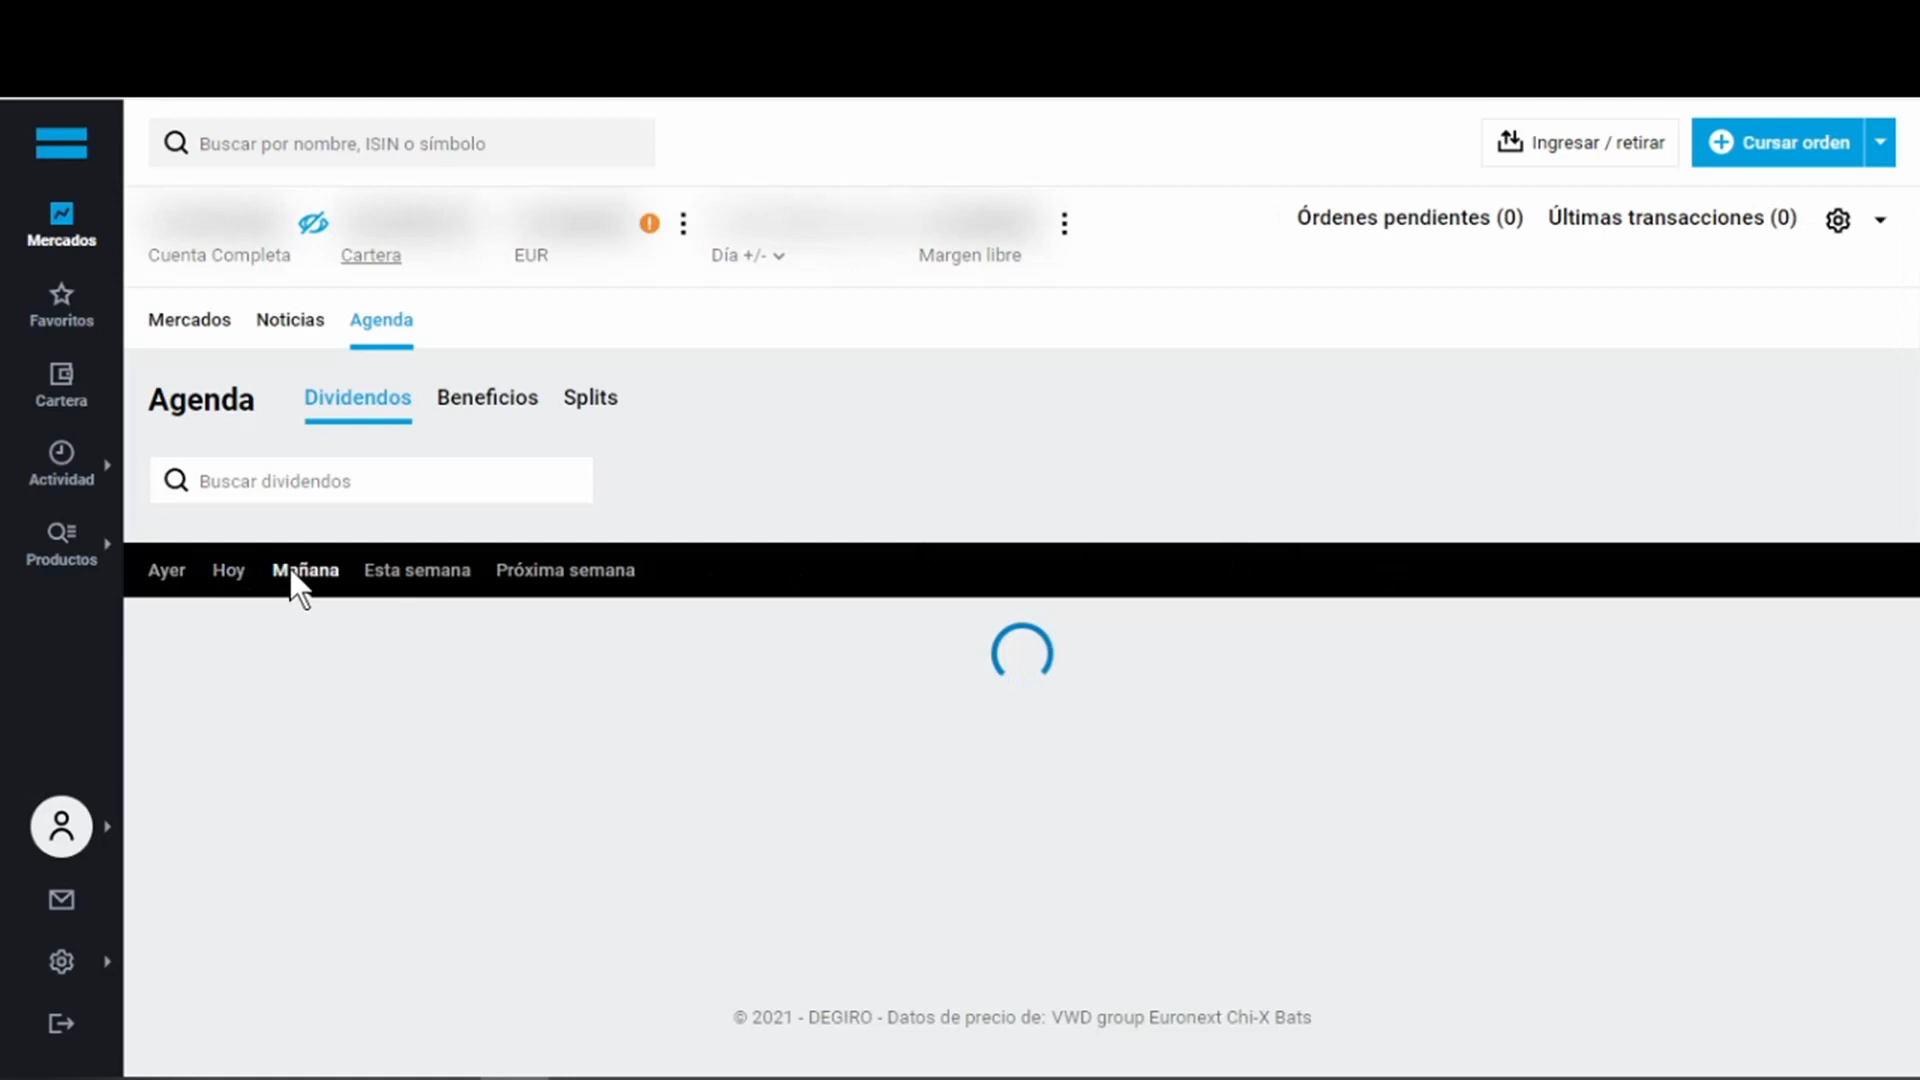 Buscar por nombre, ISIN o símbolo
Ingresar / retirar
Cursar orden
Mercados
Favoritos
Cartera
Actividad
Productos
Cuenta Completa
Cartera
EUR
Día +/-
Margen libre
Órdenes pendientes (0)
Últimas transacciones (0)
Mercados Noticias Agenda
Agenda Dividendos Beneficios Splits
Buscar dividendos
Ayer Hoy Mañana Esta semana Próxima semana
© 2021 - DEGIRO - Datos de precio de: VWD group Euronext Chi-X Bats